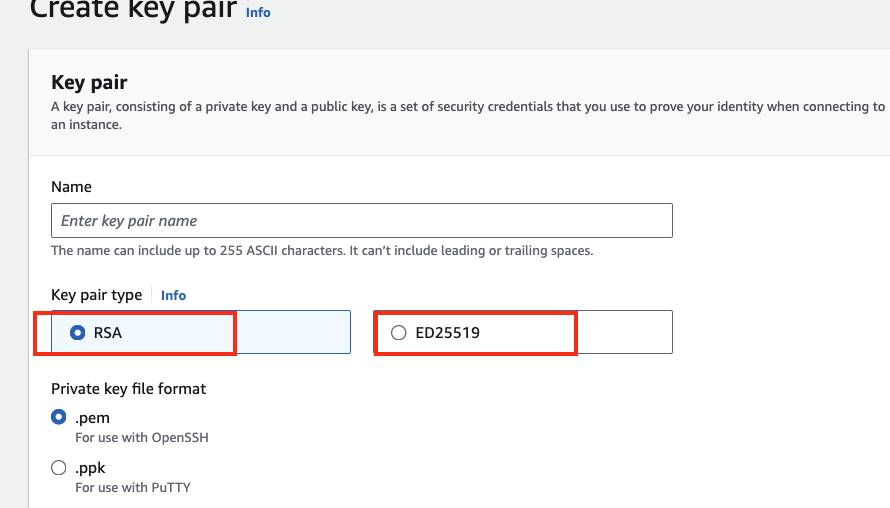 Create key pair Info
Key pair
A key pair, consisting of a private key and a public key, is a set of security credentials that you use to prove your identity when connecting to
an instance.
Name
Enter key pair name
The name can include up to 255 ASCII characters. It can't include leading or trailing spaces.
Key pair type Info
RSA ED25519
Private key file format
.pem
For use with OpenSSH
.ppk
For use with PuTTY